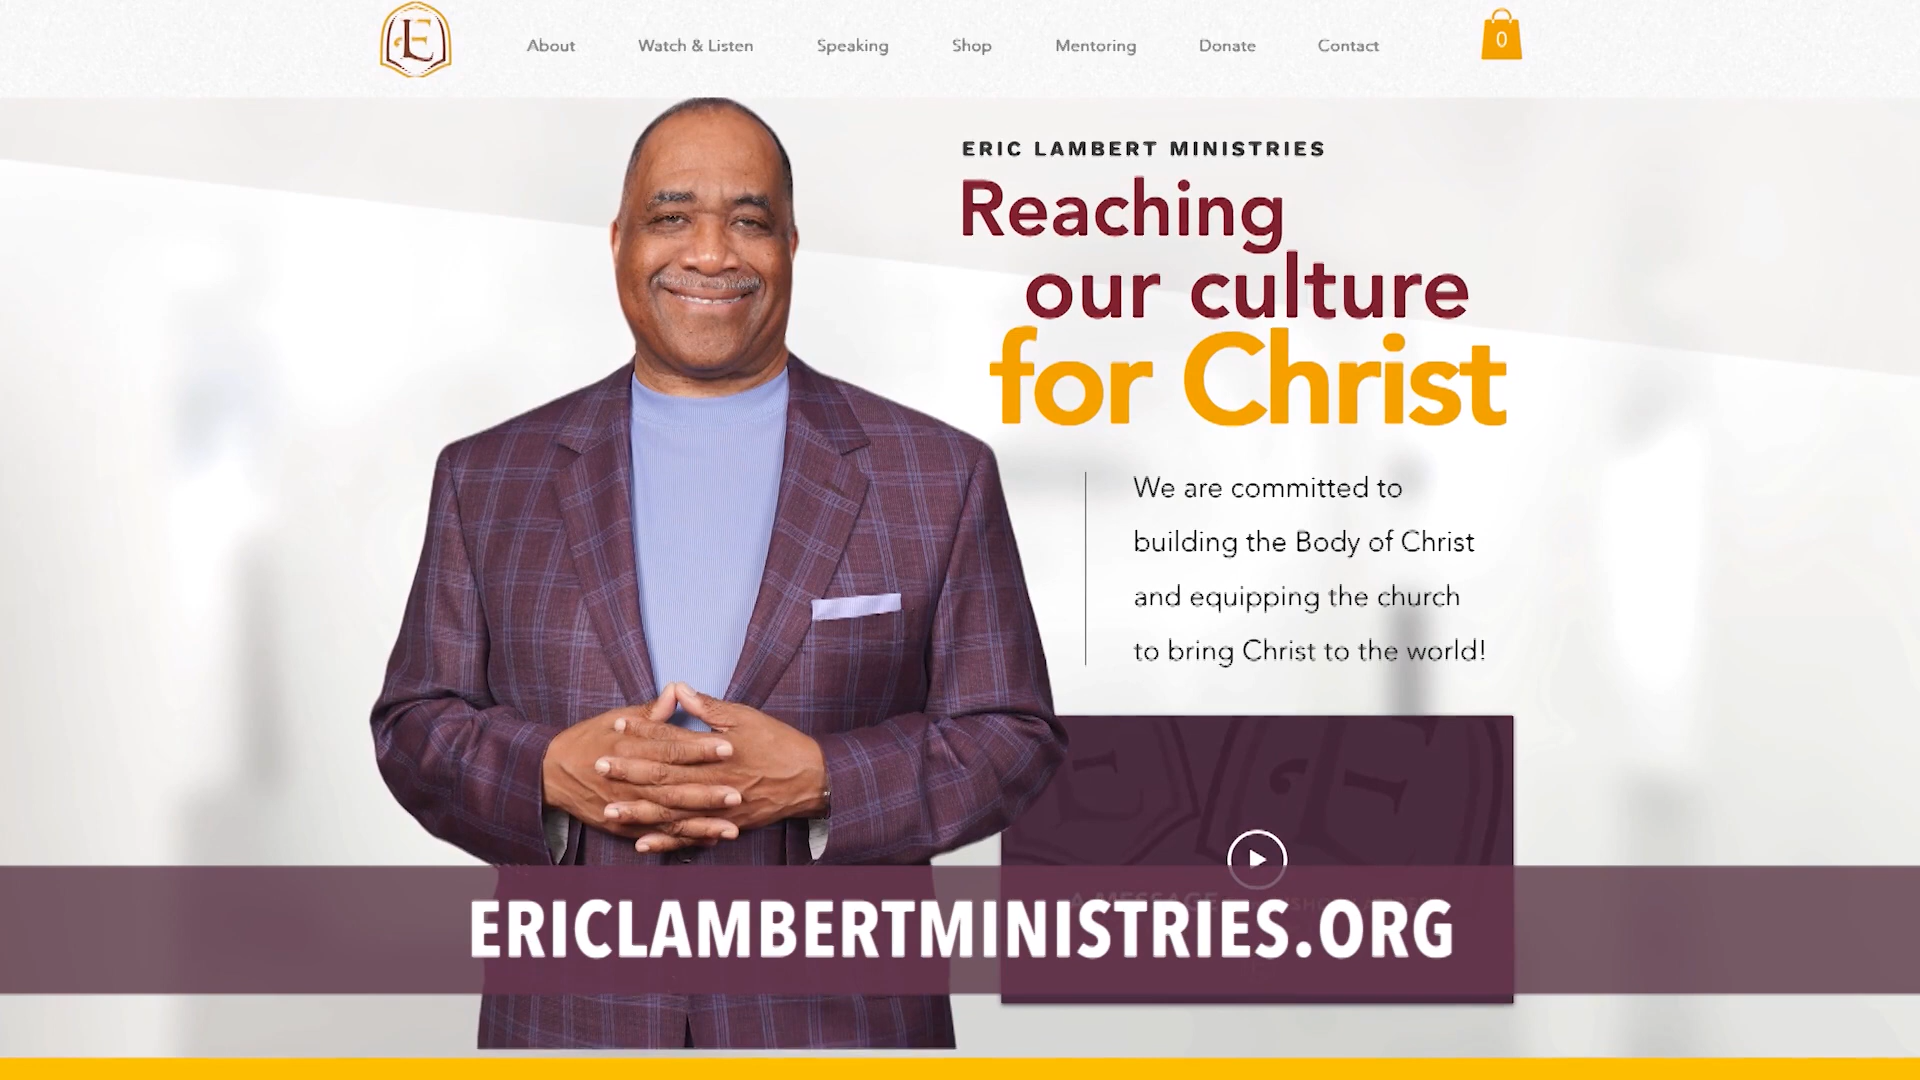 E
About Watch & Listen Speaking Shop Mentoring Donate Contact 0
ERIC LAMBERT MINISTRIES
Reaching
our culture
for Christ
We are committed to
building the Body of Christ
and equipping the church
to bring Christ to the world!
A MESSAGE
ERICLAMBERTMINISTRIES.ORG